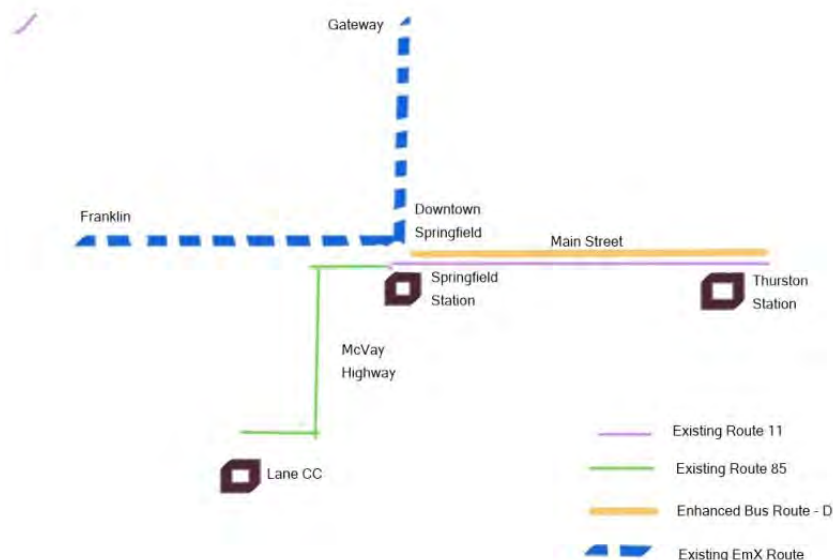 Gateway
Franklin
Downtown
Springfield
Main Street
Springfield
Station
Thurston
Station
McVay
Highway
Lane CC
Existing Route 11
Existing Route 85
Enhanced Bus Route - D
Existing EmX Route